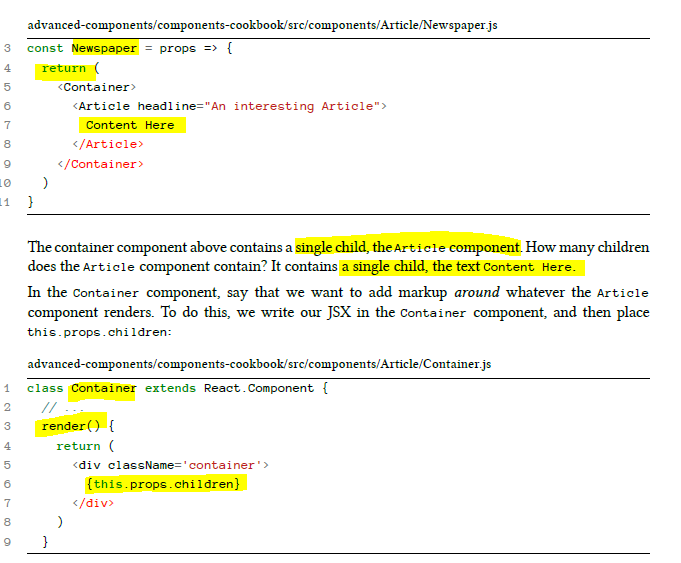 advanced-components/components-cookbook/src/components/Article/Newspaper.js
3 const Newspaper = props => {
4 return (
5 <Container>
6 <Article headline="An interesting Article">
7 Content Here
8 </Article>
9 </Container>
10 )
11 }
The container component above contains a single child, the Article component. How many children
does the Article component contain? It contains a single child, the text Content Here.
In the Container component, say that we want to add markup around whatever the Article
component renders. To do this, we write our JSX in the Container component, and then place
this.props.children:
advanced-components/components-cookbook/src/components/Article/Container.js
1 class Container extends React.Component {
2 // ...
3 render() {
4 return (
5 <div className='container'>
6 {this.props.children}
7 </div>
8 )
9 }